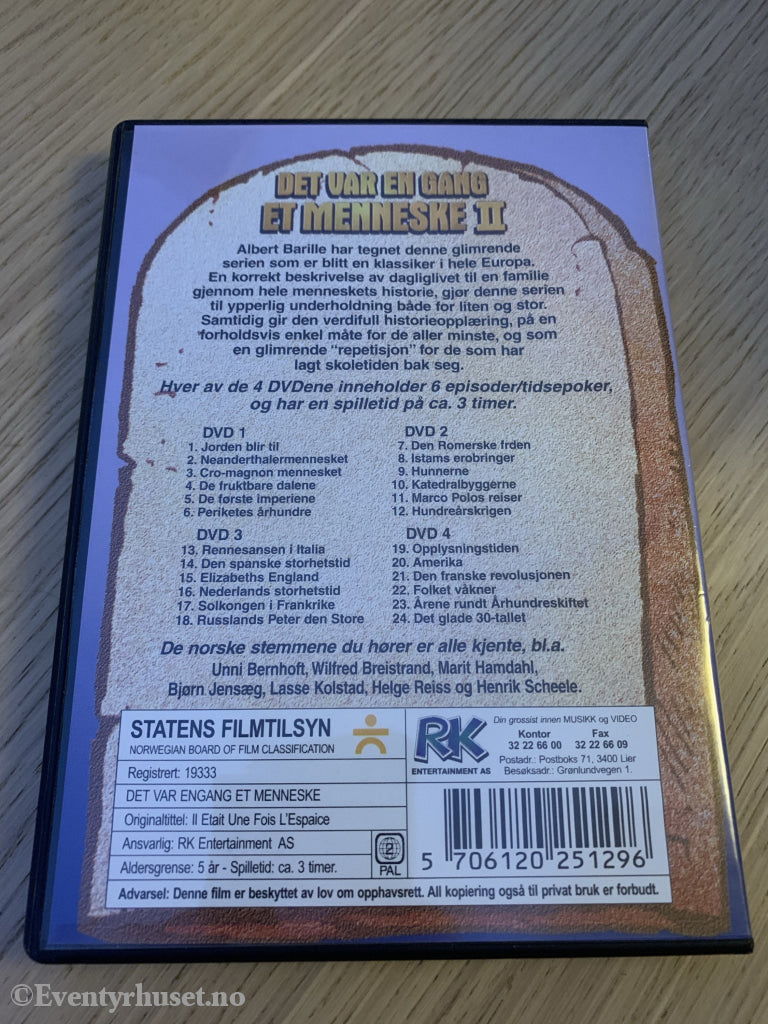 DET VAR EN GANG
ET MENNESKE II
Albert Barille har tegnet denne glimrende
serien som er blitt en klassiker i hele Europa.
En korrekt beskrivelse av dagliglivet til en familie
gjennom hele menneskets historie, gjør denne serien
til ypperlig underholdning både for liten og stor.
Samtidig gir den verdifull historieopplæring, på en
forholdsvis enkel måte for de aller minste, og som
en glimrende “repetisjon” for de som har
lagt skoletiden bak seg.
Hver av de 4 DVDene inneholder 6 episoder/tidsepoker,
og har en spilletid på ca. 3 timer.
DVD 1
1. Jorden blir til
2. Neanderthalermennesket
3. Cro-magnon mennesket
4. De fruktbare dalene
5. De første imperiene
6. Periketes århundre
DVD 2
7. Den Romerske frden
8. Istams erobringer
9. Hunnerne
10. Katedralbyggerne
11. Marco Polos reiser
12. Hundreårskrigen
DVD 3
13. Rennesansen i Italia
14. Den spanske storhetstid
15. Elizabeths England
16. Nederlands storhetstid
17. Solkongen i Frankrike
18. Russlands Peter den Store
DVD 4
19. Opplysningstiden
20. Amerika
21. Den franske revolusjonen
22. Folket våkner
23. Årene rundt Århundreskiftet
24. Det glade 30-tallet
De norske stemmene du hører er alle kjente, bl.a.
Unni Bernhoft, Wilfred Breistrand, Marit Hamdahl,
Bjørn Jensæg, Lasse Kolstad, Helge Reiss og Henrik Scheele.
STATENS FILMTILSYN
NORWEGIAN BOARD OF FILM CLASSIFICATION
Registrert: 19333
DET VAR ENGANG ET MENNESKE
Originaltittel: Il Etait Une Fois L'Espaice
Ansvarlig: RK Entertainment AS
Aldersgrense: 5 år - Spilletid: ca. 3 timer.
2
PAL
RK
ENTERTAINMENT AS
Din grossist innen MUSIKK og VIDEO
Kontor Fax
32 22 66 00 32 22 66 09
Postadr.: Postboks 71, 3400 Lier
Besøksadr.: Grønlundvegen 1.
5 706120 251296
Advarsel: Denne film er beskyttet av lov om opphavsrett. All kopiering også til privat bruk er forbudt.
©Eventyrhuset.no